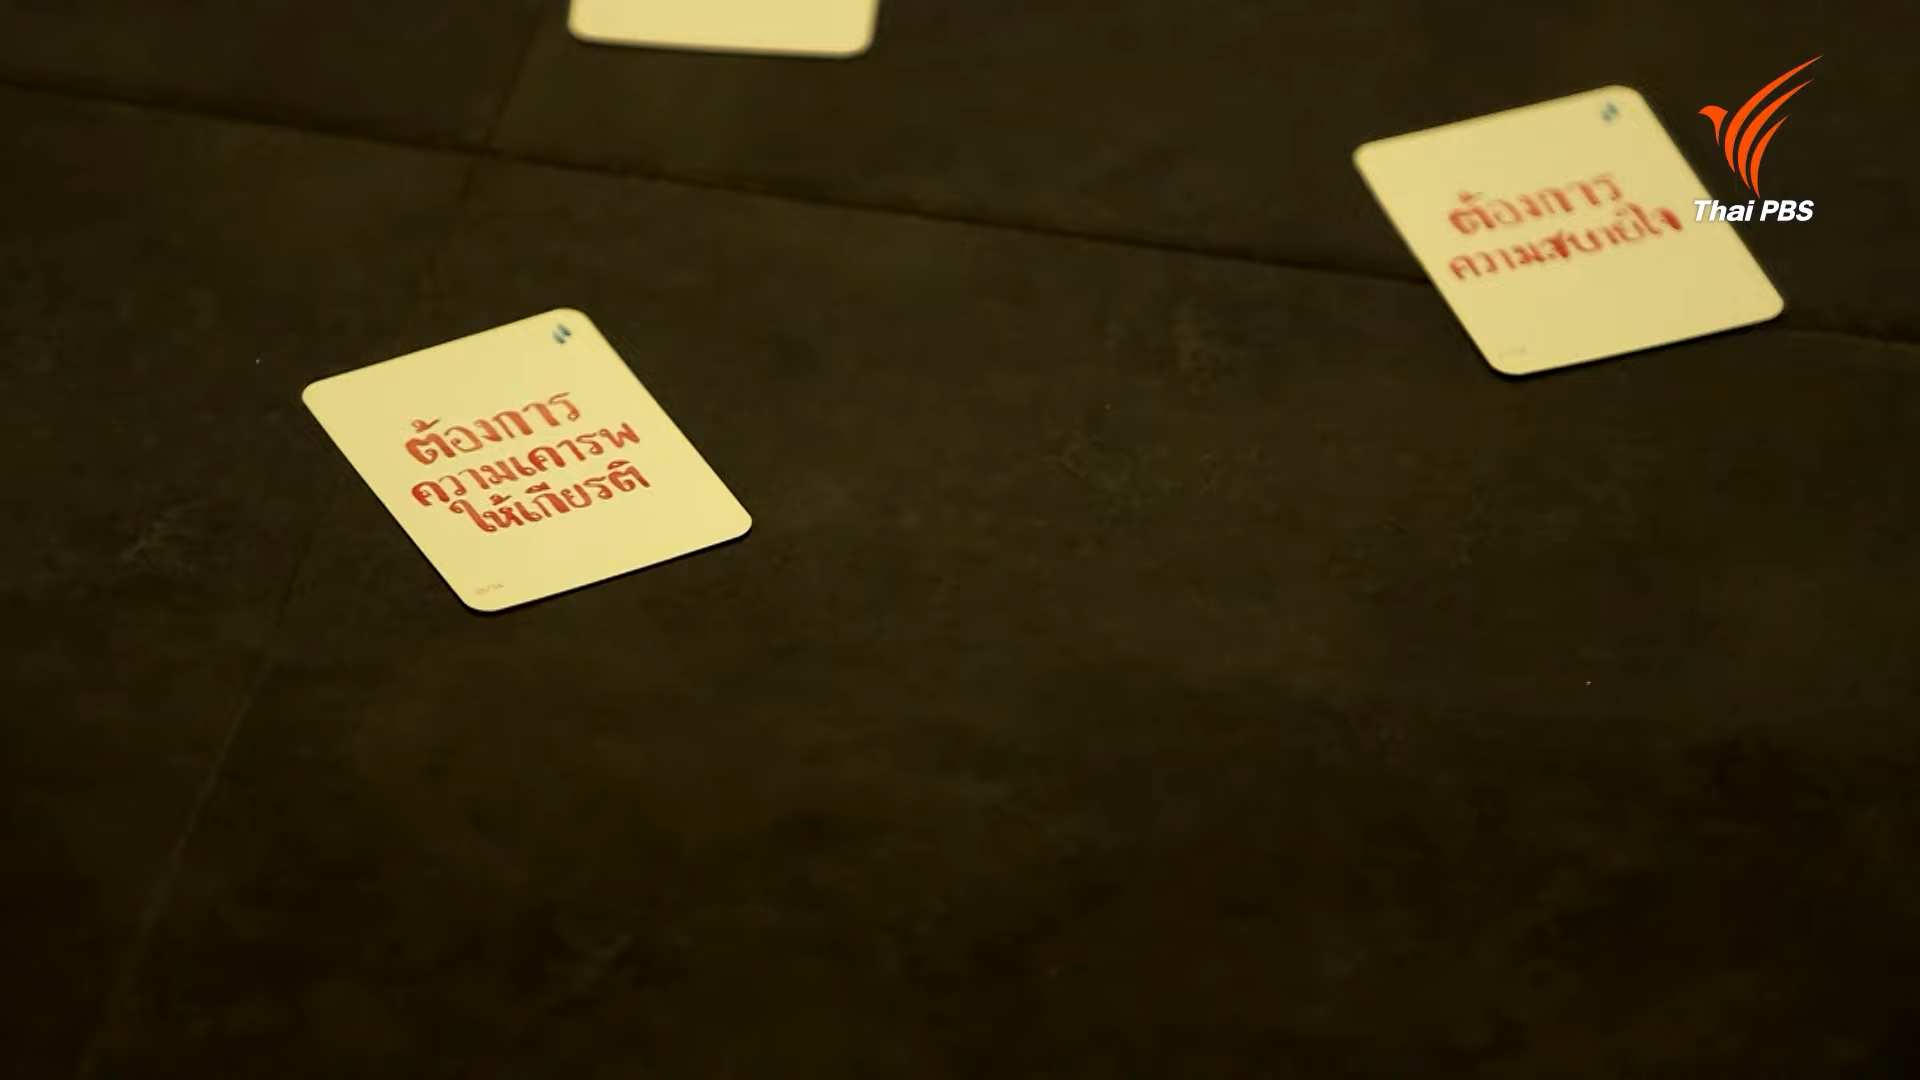 ต้องการ
ความเคารพ
ให้เกียรติ
ต้องการ
ความสบายใจ
Thai PBS